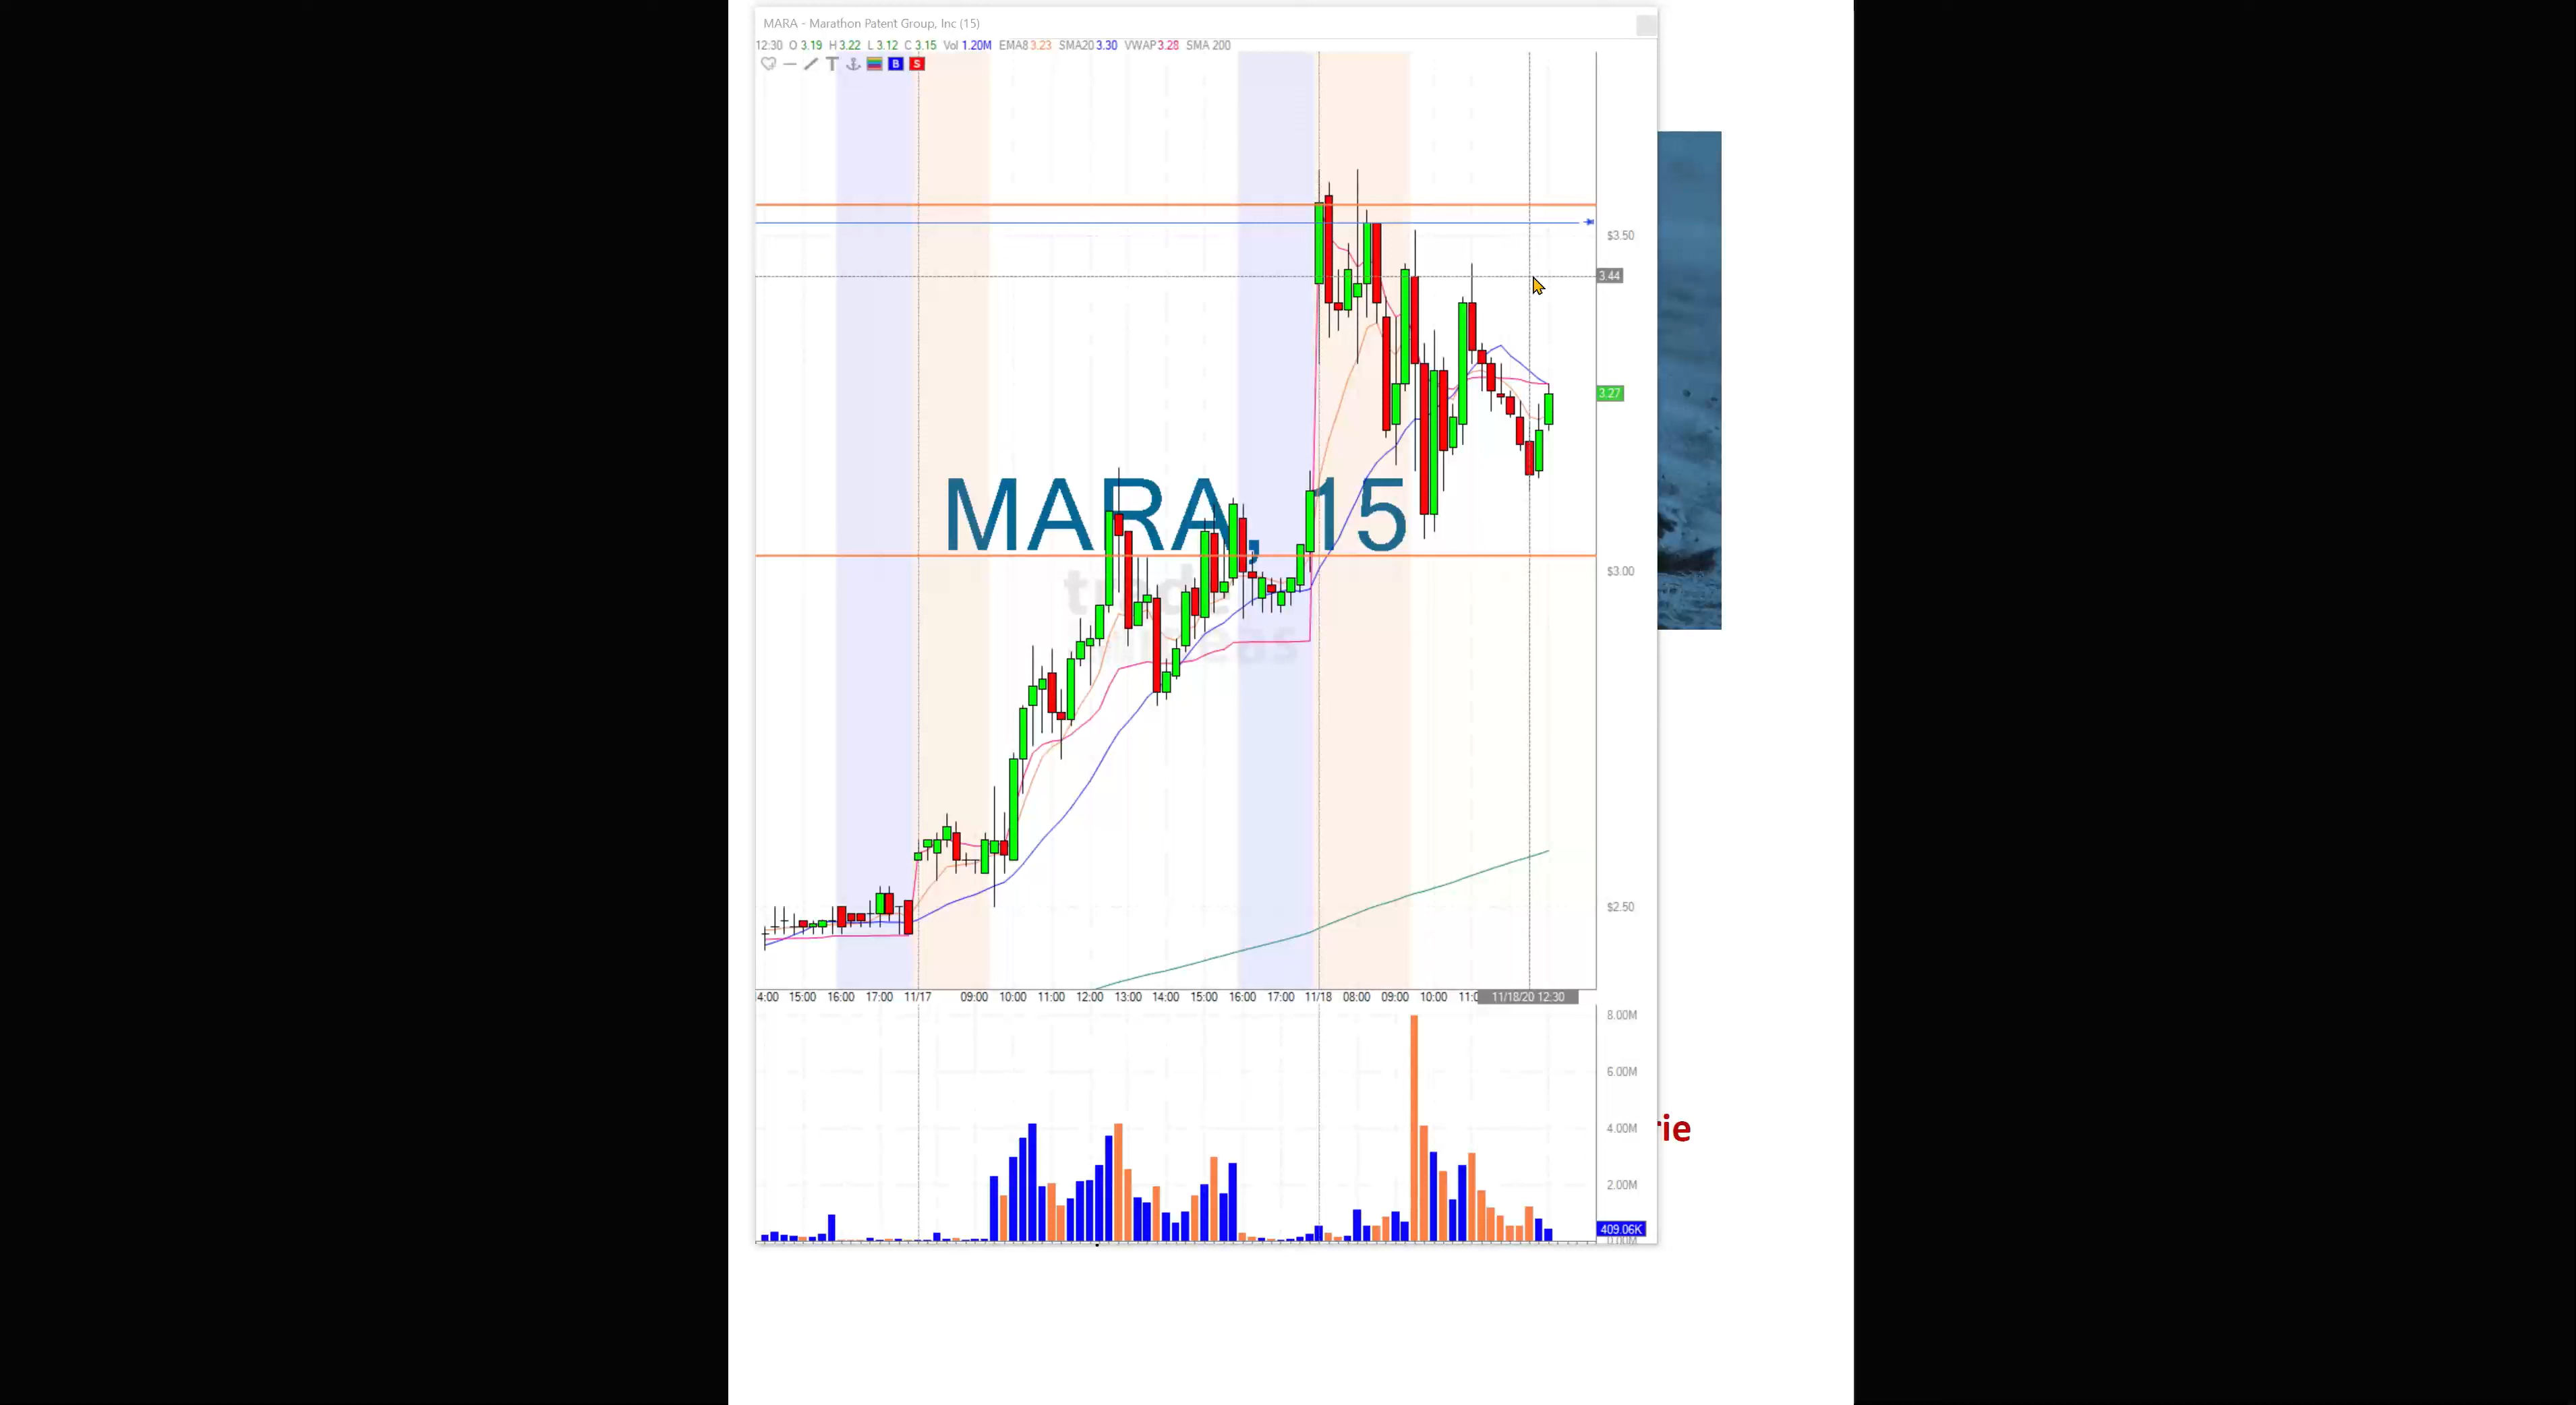 MARA - Marathon Patent Group, Inc (15)
12:30 O 3.19 H 3.22 L 3.12 C 3.15 Vol 1.20M EMA8 3.23 SMA20 3.30 VWAP 3.28 SMA 200
T B S
$3.50
3.44
3.27
MARA, 15
$3.00
$2.50
4:00 15:00 16:00 17:00 11/17 09:00 10:00 11:00 12:00 13:00 14:00 15:00 16:00 17:00 11/18 08:00 09:00 10:00 11:0 11/18/20 12:30
8.00M
6.00M
4.00M
rie
2.00M
409.06K
0.00M